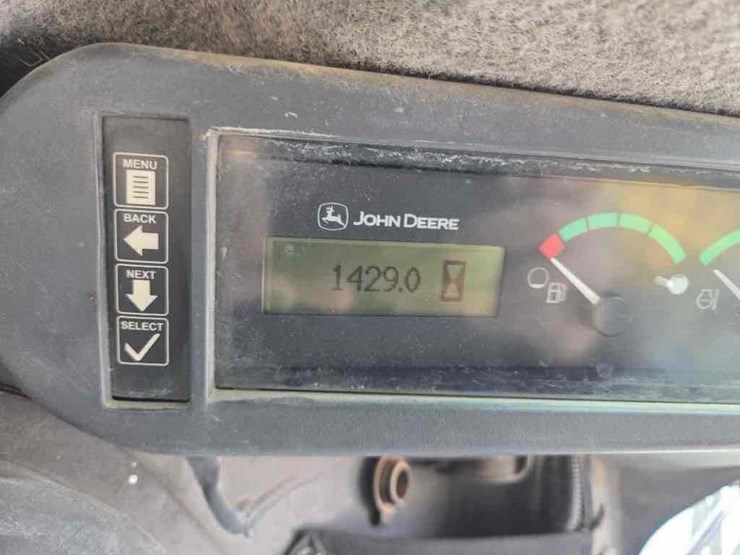 MENU
BACK
NEXT
SELECT
JOHN DEERE
1429.0